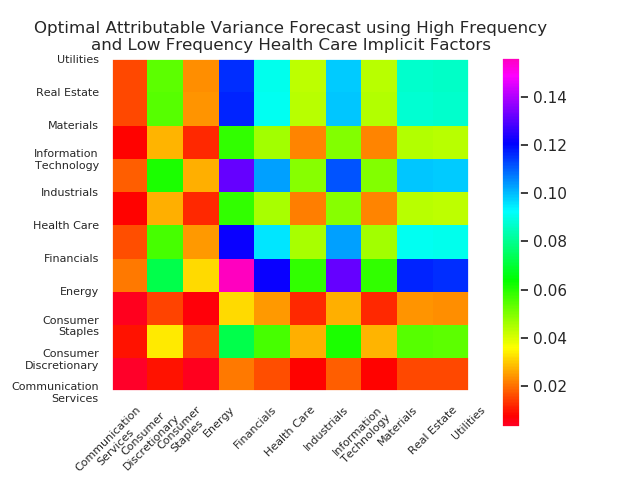 Optimal Attributable Variance Forecast using High Frequency
and Low Frequency Health Care Implicit Factors
Utilities
Real Estate
Materials
Information
Technology
Industrials
Health Care
Financials
Energy
Consumer
Staples
Consumer
Discretionary
Communication
Services
0.14
0.12
0.10
0.08
0.06
0.04
0.02
Communication
Services
Consumer
Discretionary
Consumer
Staples
Energy
Financials
Health Care
Industrials
Information
Technology
Materials
Real Estate
Utilities